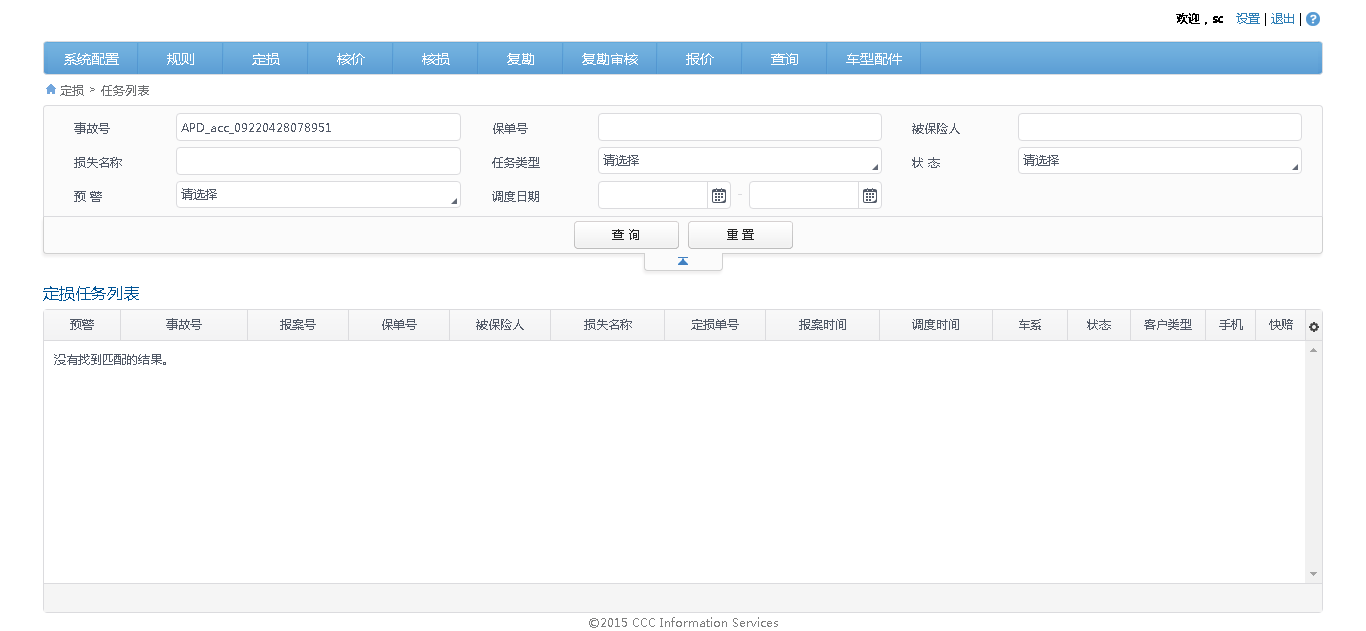 欢迎，sc 设置 | 退出 | ?
系统配置 规则 定损 核价 核损 复勘 复勘审核 报价 查询 车型配件
定损 > 任务列表
事故号 APD_acc_09220428078951 保单号 被保险人
损失名称 任务类型 请选择 状 态 请选择
预 警 请选择 调度日期 -
查 询 重 置
定损任务列表
预警 事故号 报案号 保单号 被保险人 损失名称 定损单号 报案时间 调度时间 车系 状态 客户类型 手机 快赔
没有找到匹配的结果。
©2015 CCC Information Services